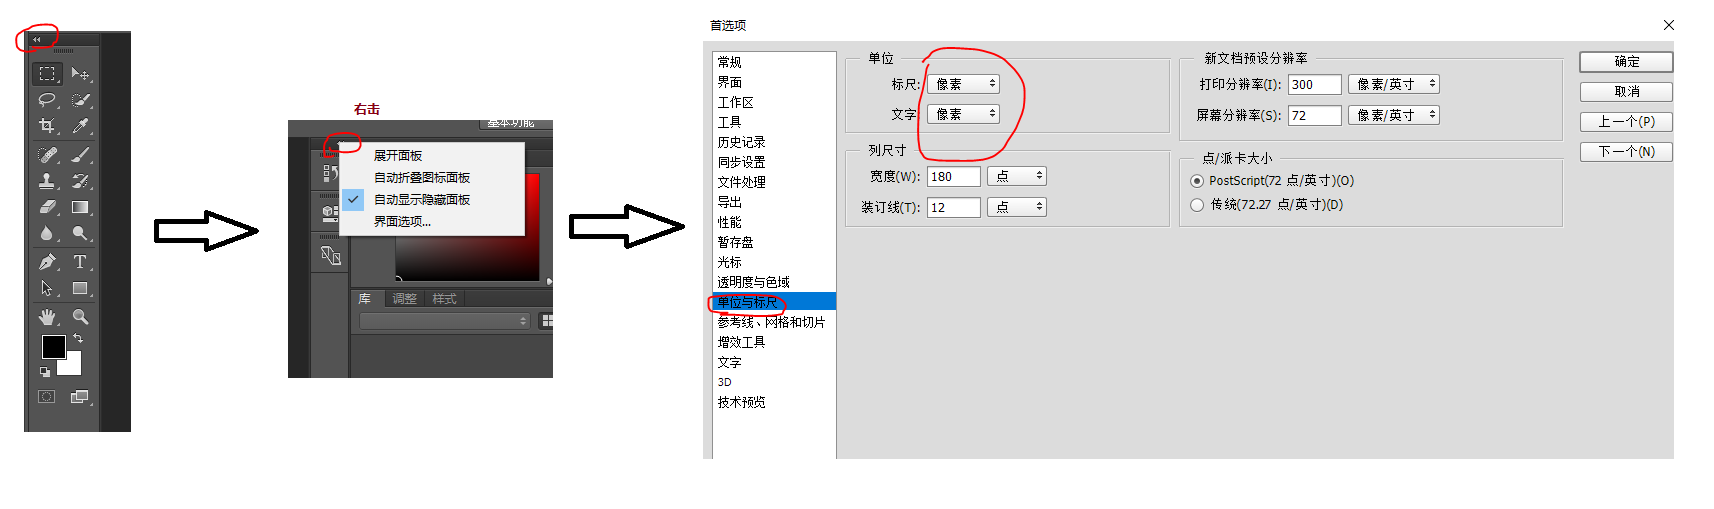 右击
基本功能
展开面板
自动折叠图标面板
自动显示隐藏面板
界面选项...
库 调整 样式
首选项
常规
界面
工作区
工具
历史记录
同步设置
文件处理
导出
性能
暂存盘
光标
透明度与色域
单位与标尺
参考线、网格和切片
增效工具
文字
3D
技术预览
单位
标尺: 像素
文字 像素
列尺寸
宽度(W): 180 点
装订线(T): 12 点
新文档预设分辨率
打印分辨率(I): 300 像素/英寸
屏幕分辨率(S): 72 像素/英寸
点/派卡大小
PostScript(72 点/英寸)(O)
传统(72.27 点/英寸)(D)
确定
取消
上一个(P)
下一个(N)